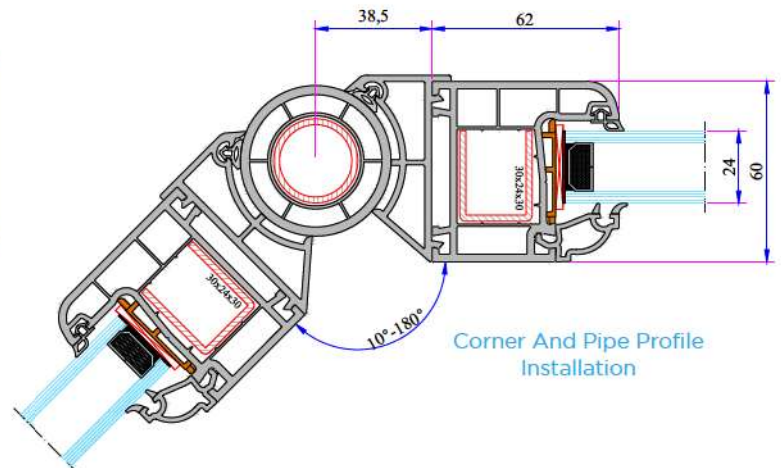 38,5
62
30x24x30
24
60
30x24x30
10°-180°
Corner And Pipe Profile
Installation